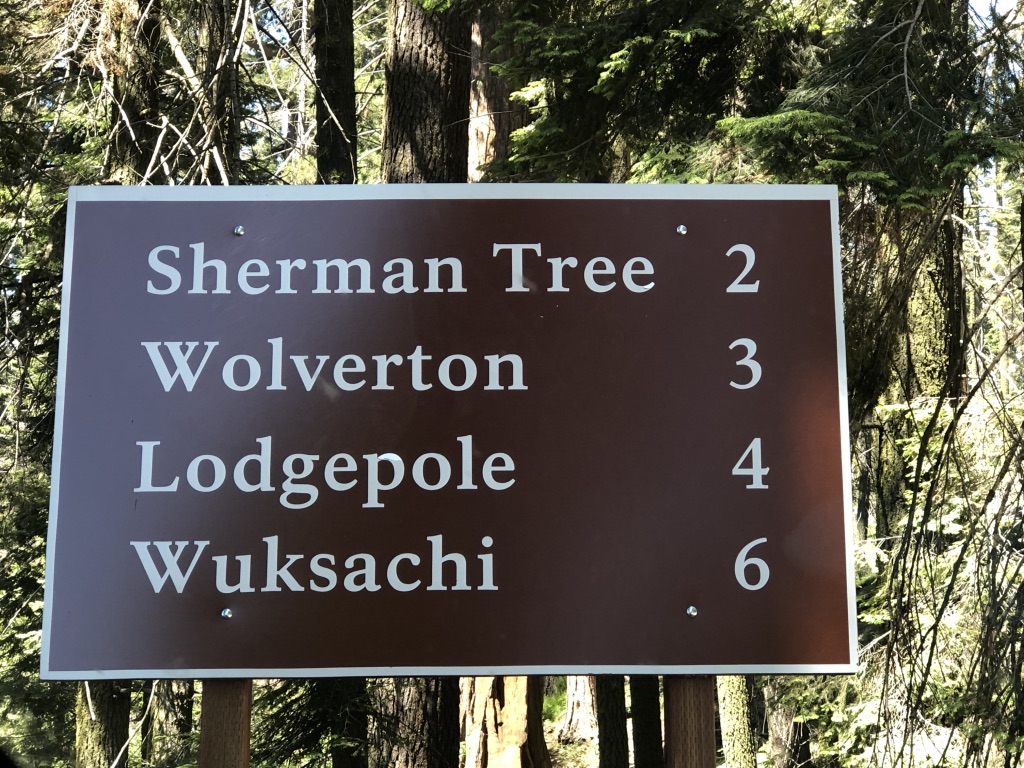 Sherman Tree 2
Wolverton 3
Lodgepole 4
Wuksachi 6